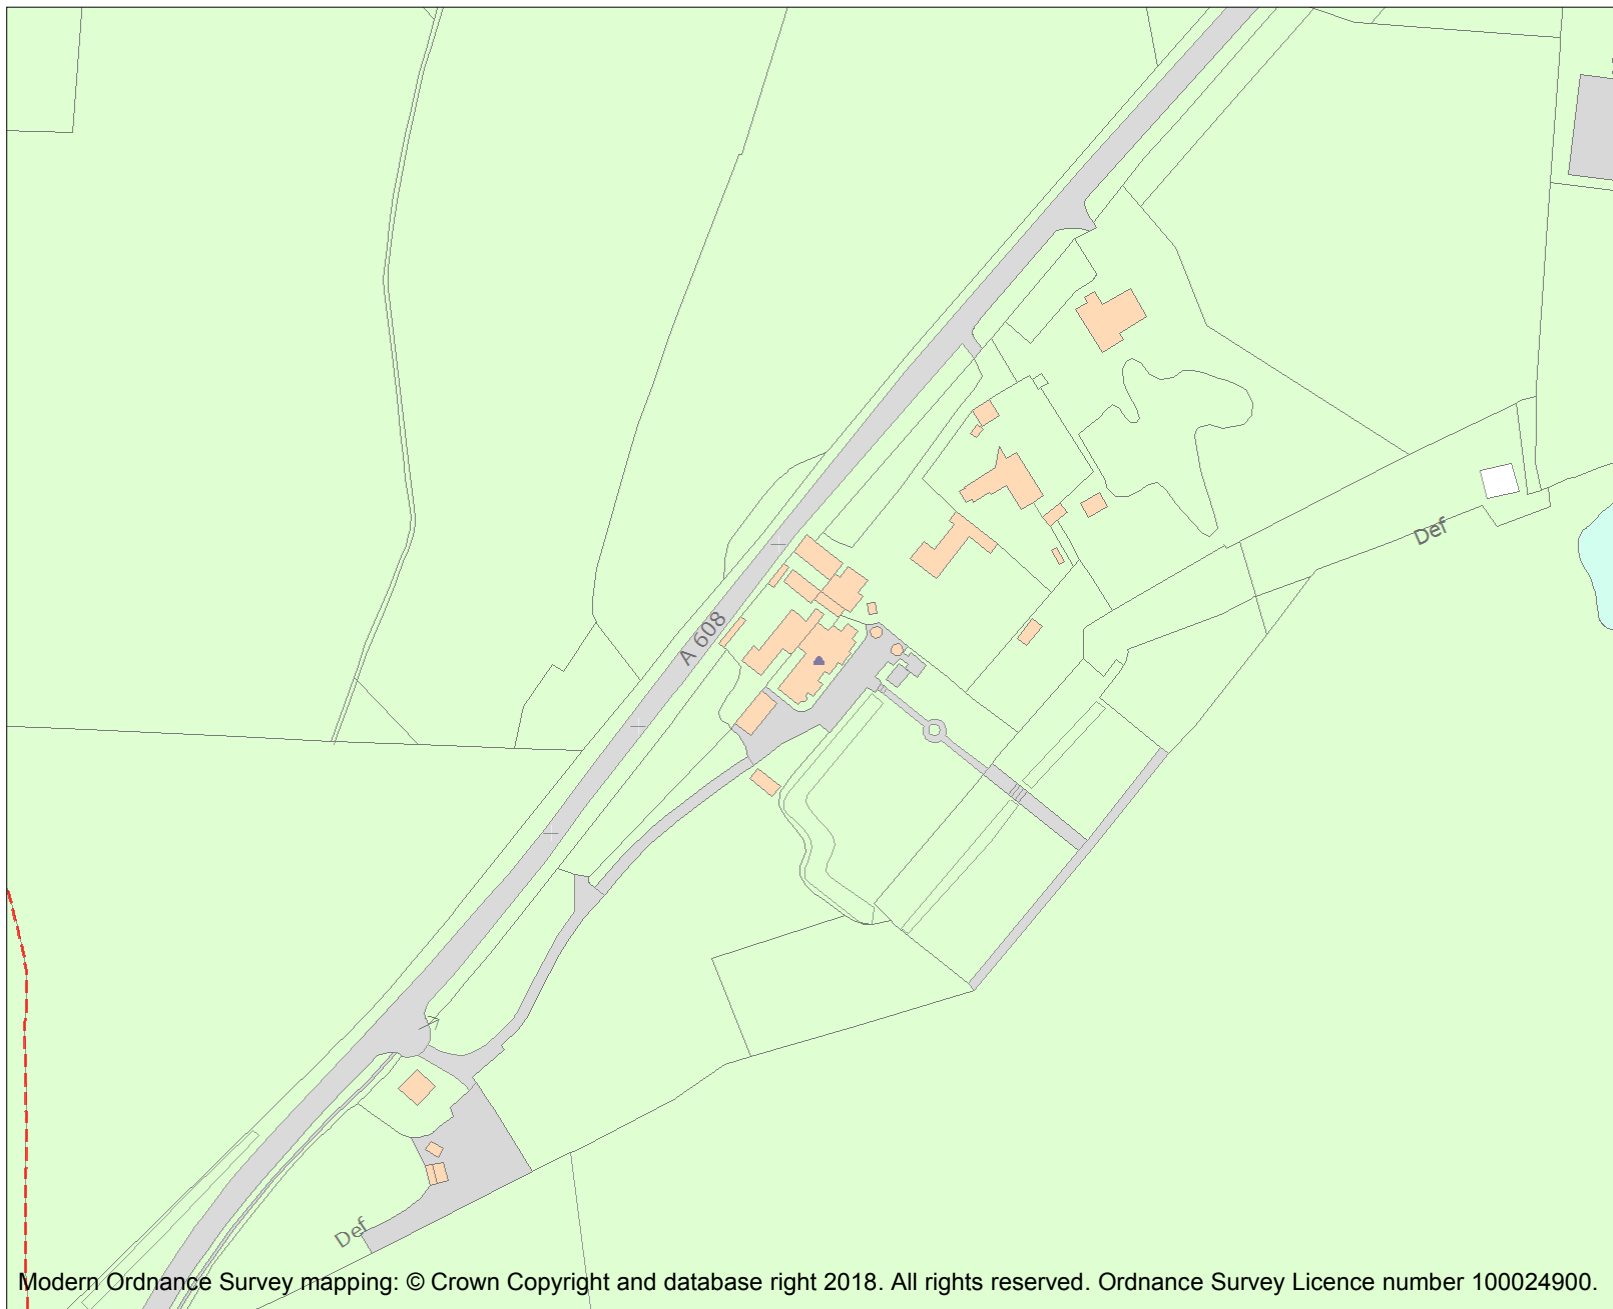 Def
A 608
Def
Modern Ordnance Survey mapping: © Crown Copyright and database right 2018. All rights reserved. Ordnance Survey Licence number 100024900.